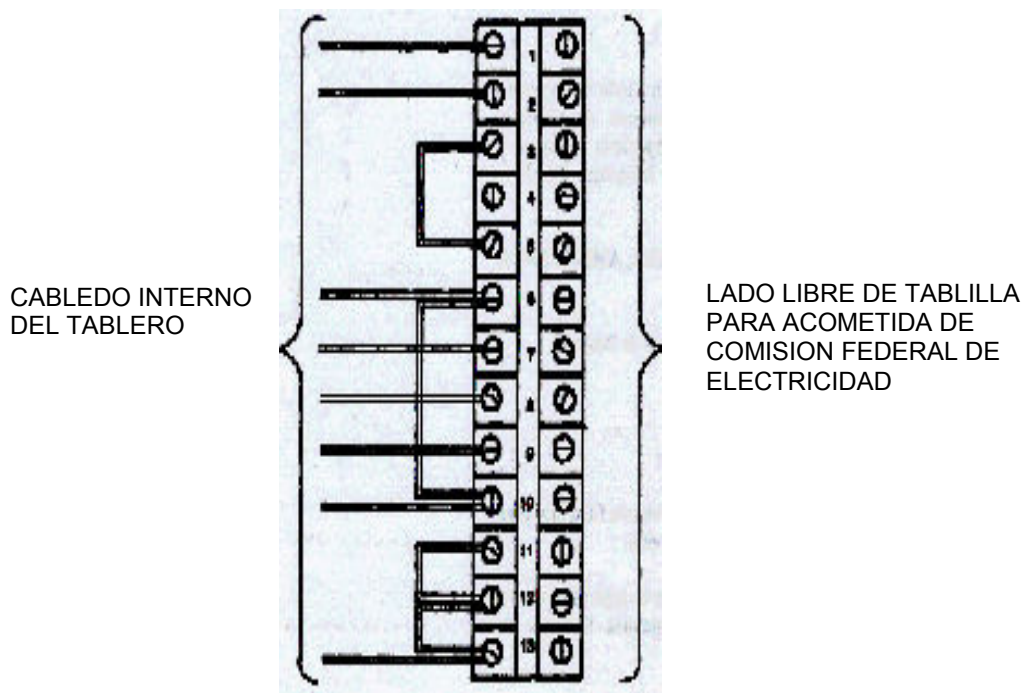 CABLEDO INTERNO
DEL TABLERO
1
2
3
4
5
6
7
8
9
10
11
12
13
LADO LIBRE DE TABLILLA
PARA ACOMETIDA DE
COMISION FEDERAL DE
ELECTRICIDAD